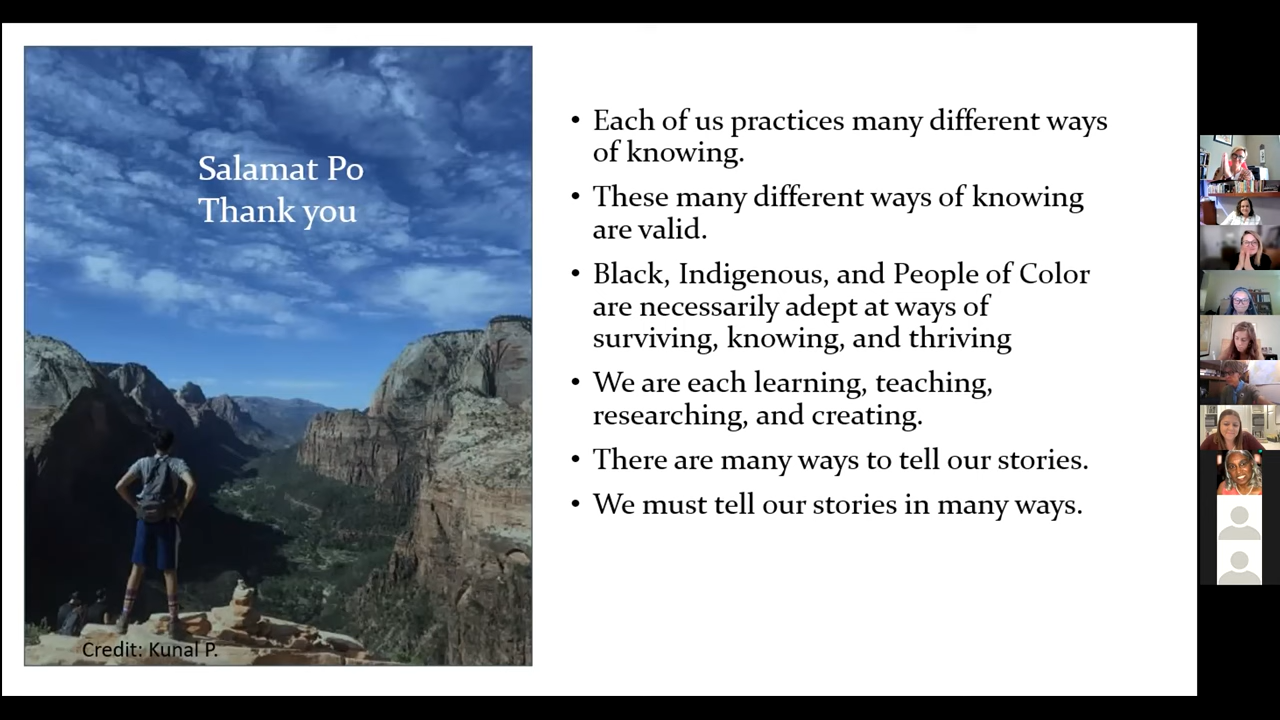 Salamat Po
Thank you
• Each of us practices many different ways
of knowing.
• These many different ways of knowing
are valid.
• Black, Indigenous, and People of Color
are necessarily adept at ways of
surviving, knowing, and thriving
• We are each learning, teaching,
researching, and creating.
• There are many ways to tell our stories.
• We must tell our stories in many ways.
Credit: Kunal P.